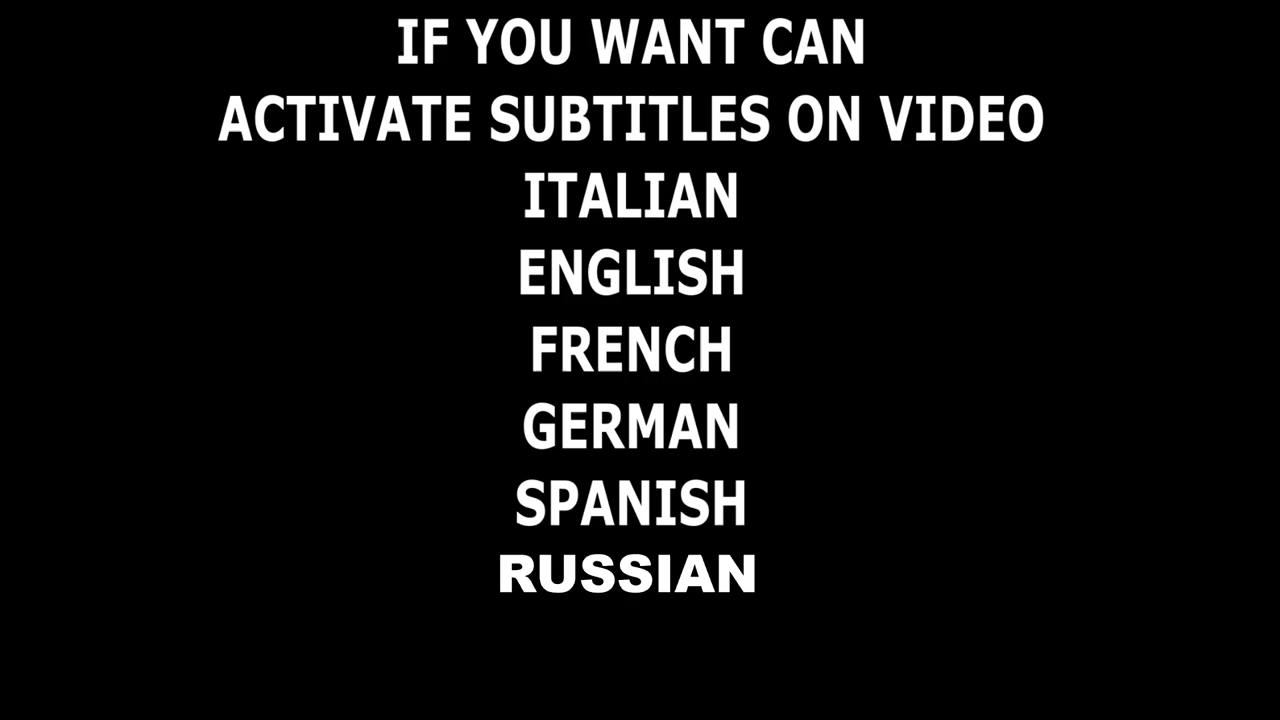 IF YOU WANT CAN
ACTIVATE SUBTITLES ON VIDEO
ITALIAN
ENGLISH
FRENCH
GERMAN
SPANISH
RUSSIAN